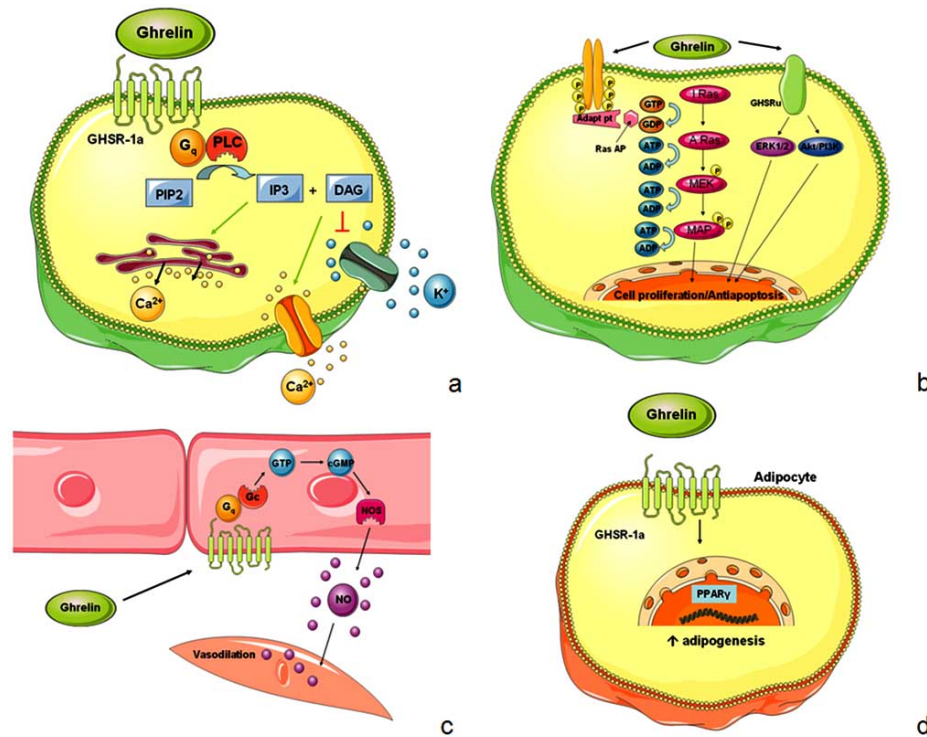 Ghrelin
GHSR-1a
Gq
PLC
PIP2
IP3
+
DAG
Ca2+
K+
Ca2+
a
Ghrelin
P
P
P
P
P
P
Adapt pt
Ras AP
GTP
GDP
ATP
ADP
ATP
ADP
ATP
ADP
I Ras
A Ras
MEK
P
MAP
P
P
GHSRu
ERK1/2
Akt/PI3K
Cell proliferation/Antiapoptosis
b
GTP
cGMP
Gq
Gc
NOS
Ghrelin
NO
Vasodilation
c
Ghrelin
Adipocyte
GHSR-1a
PPARγ
↑ adipogenesis
d